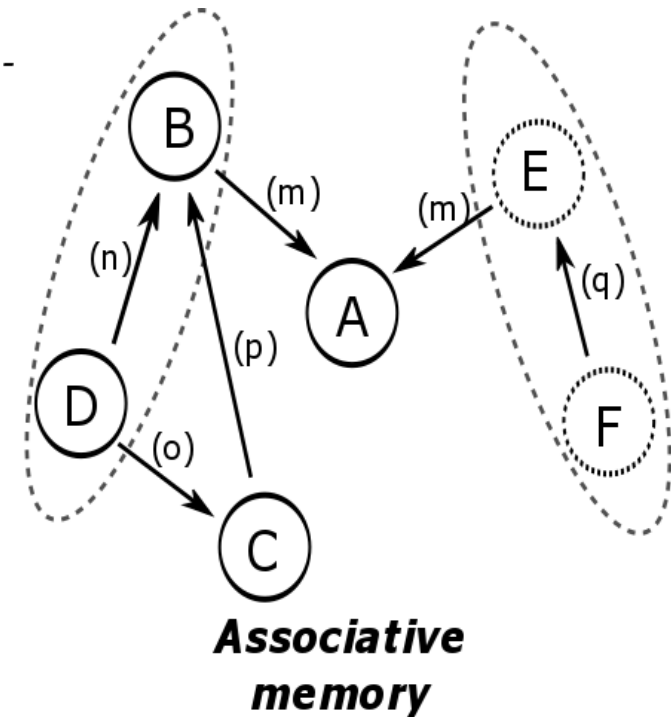 -
B
E
(m)
(m)
(n)
(q)
A
(p)
D
F
(o)
C
Associative
memory